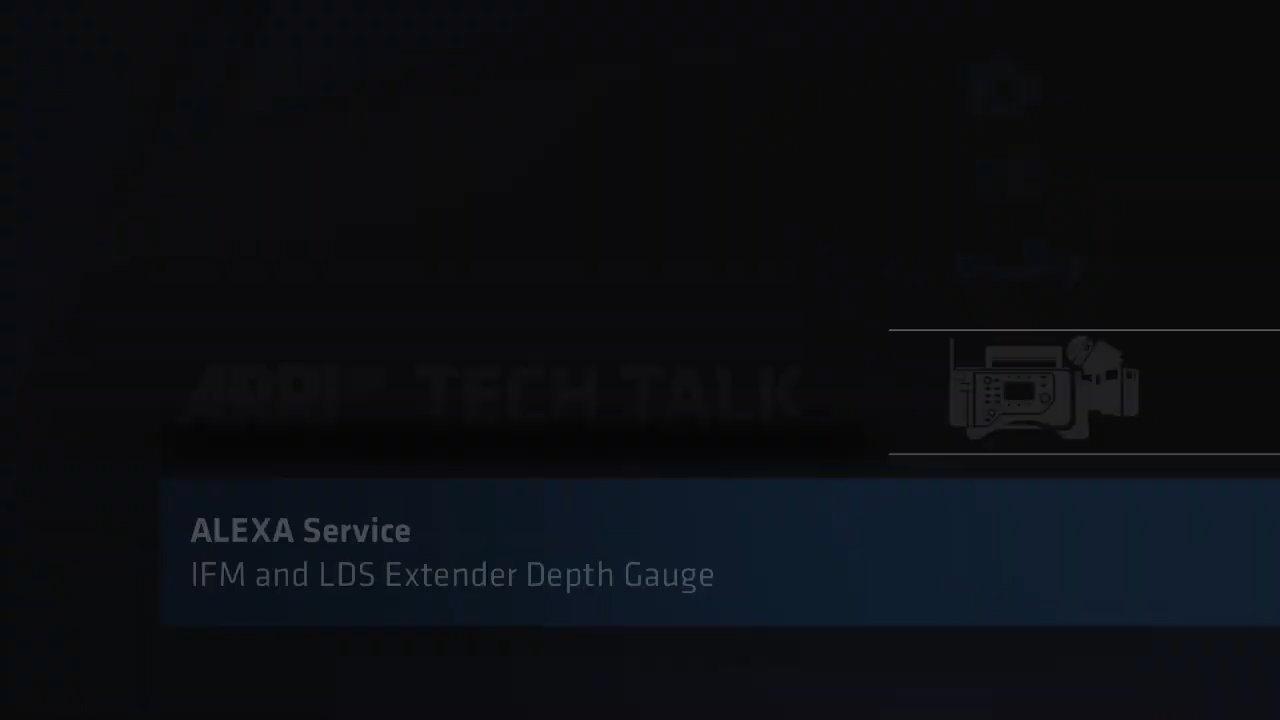 ARRI TECH TALK
ALEXA Service
IFM and LDS Extender Depth Gauge